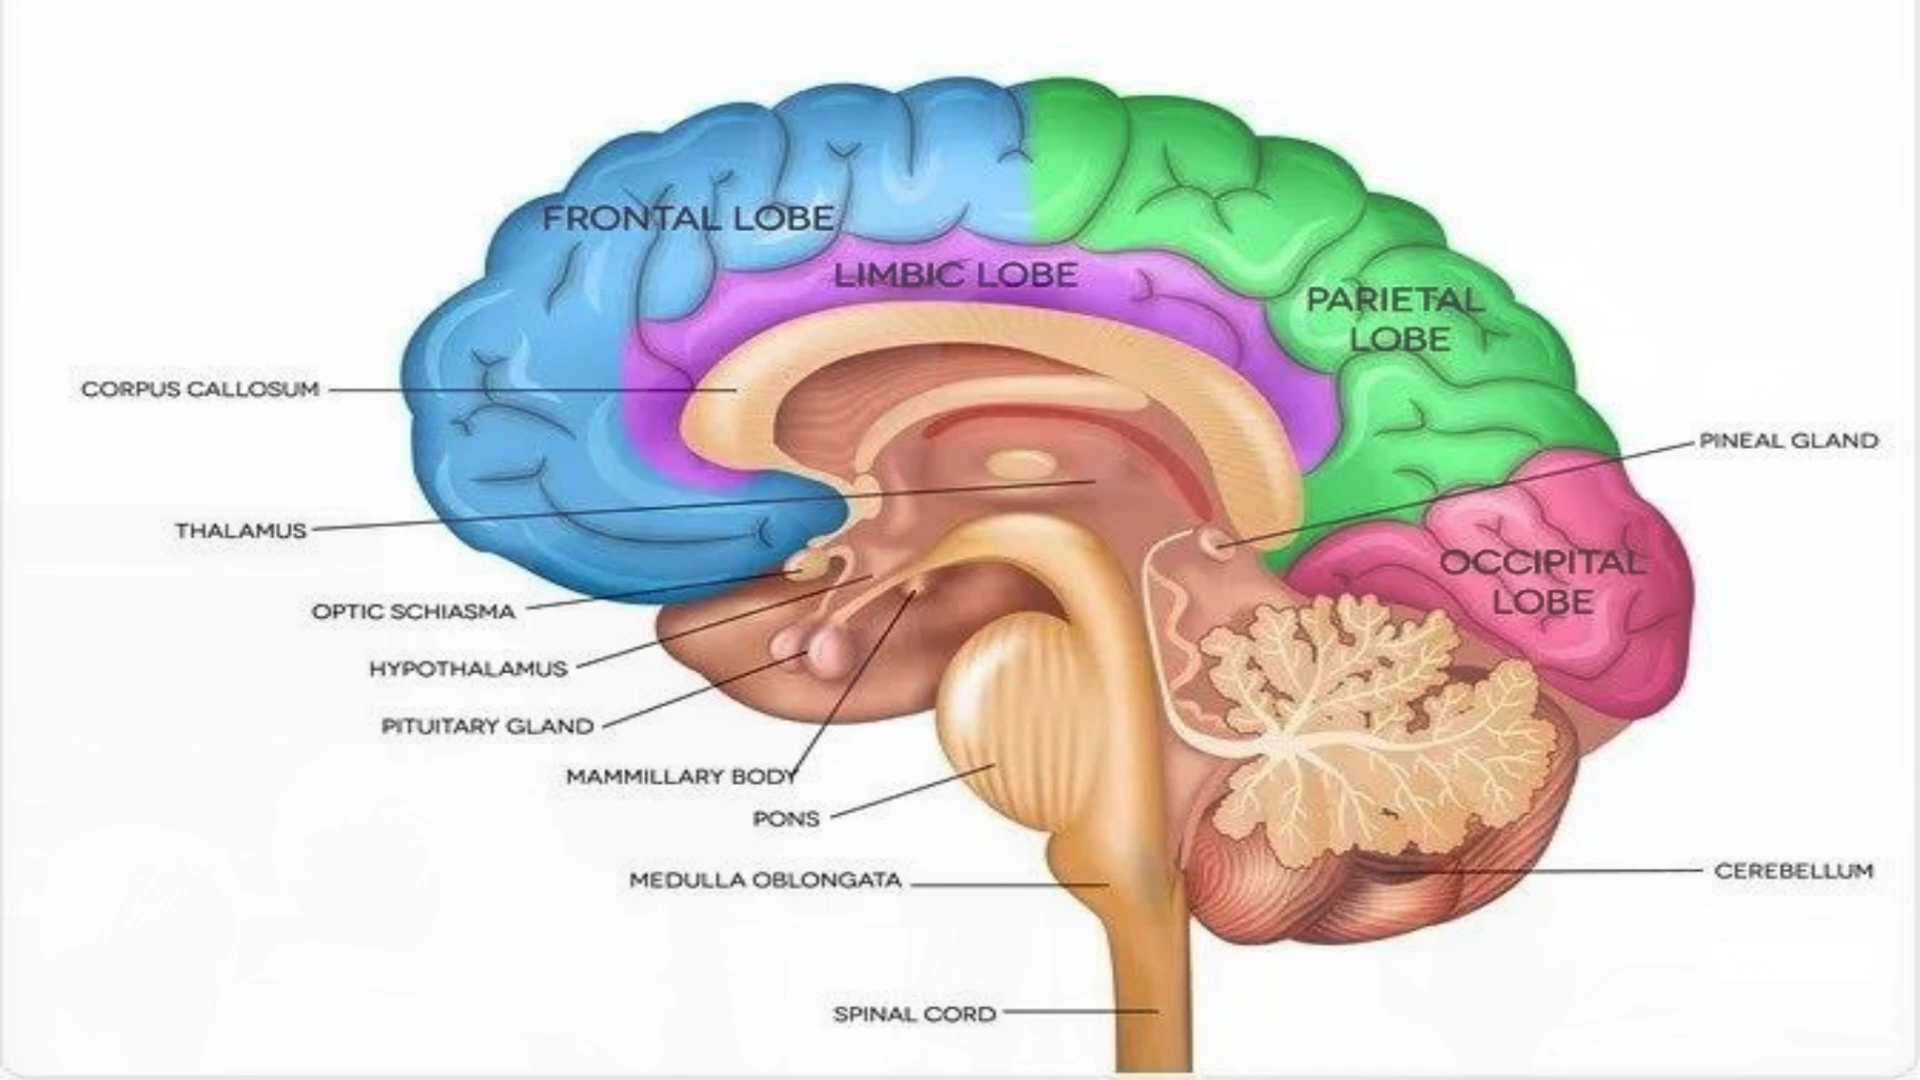 FRONTAL LOBE
LIMBIC LOBE
PARIETAL
LOBE
CORPUS CALLOSUM
PINEAL GLAND
THALAMUS
OCCIPITAL
LOBE
OPTIC SCHIASMA
HYPOTHALAMUS
PITUITARY GLAND
MAMMILLARY BODY
PONS
MEDULLA OBLONGATA
CEREBELLUM
SPINAL CORD